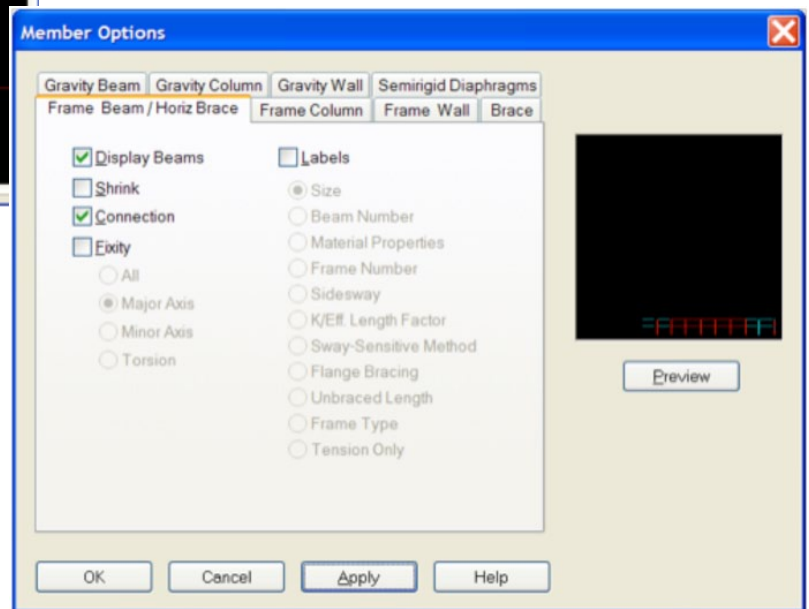 Member Options
Gravity Beam Gravity Column Gravity Wall Semirigid Diaphragms
Frame Beam / Horiz Brace Frame Column Frame Wall Brace
Display Beams
Shrink
Connection
Fixity
All
Major Axis
Minor Axis
Torsion
Labels
Size
Beam Number
Material Properties
Frame Number
Sidesway
K/Eff. Length Factor
Sway-Sensitive Method
Flange Bracing
Unbraced Length
Frame Type
Tension Only
Preview
OK Cancel Apply Help